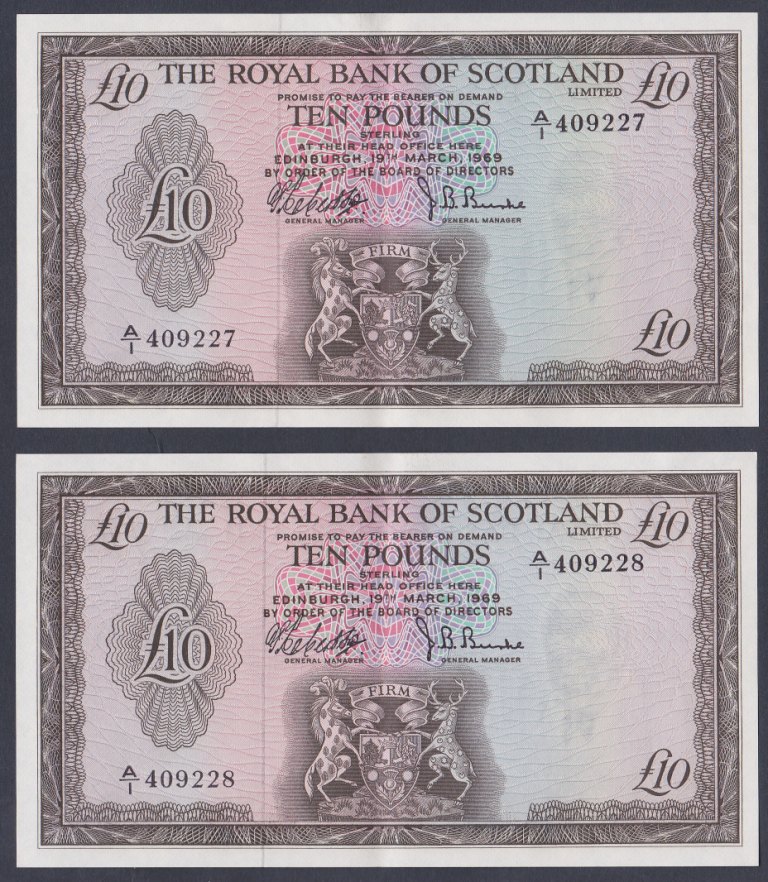 £10 THE ROYAL BANK OF SCOTLAND £10
LIMITED
PROMISE TO PAY THE BEARER ON DEMAND
TEN POUNDS
A/1 409227
STERLING
AT THEIR HEAD OFFICE HERE
EDINBURGH, 19TH MARCH, 1969
BY ORDER OF THE BOARD OF DIRECTORS
£10
J. B. Burke
GENERAL MANAGER GENERAL MANAGER
FIRM
A/1 409227
£10
£10 THE ROYAL BANK OF SCOTLAND £10
LIMITED
PROMISE TO PAY THE BEARER ON DEMAND
TEN POUNDS
A/1 409228
STERLING
AT THEIR HEAD OFFICE HERE
EDINBURGH, 19TH MARCH, 1969
BY ORDER OF THE BOARD OF DIRECTORS
£10
J. B. Burke
GENERAL MANAGER GENERAL MANAGER
FIRM
A/1 409228
£10